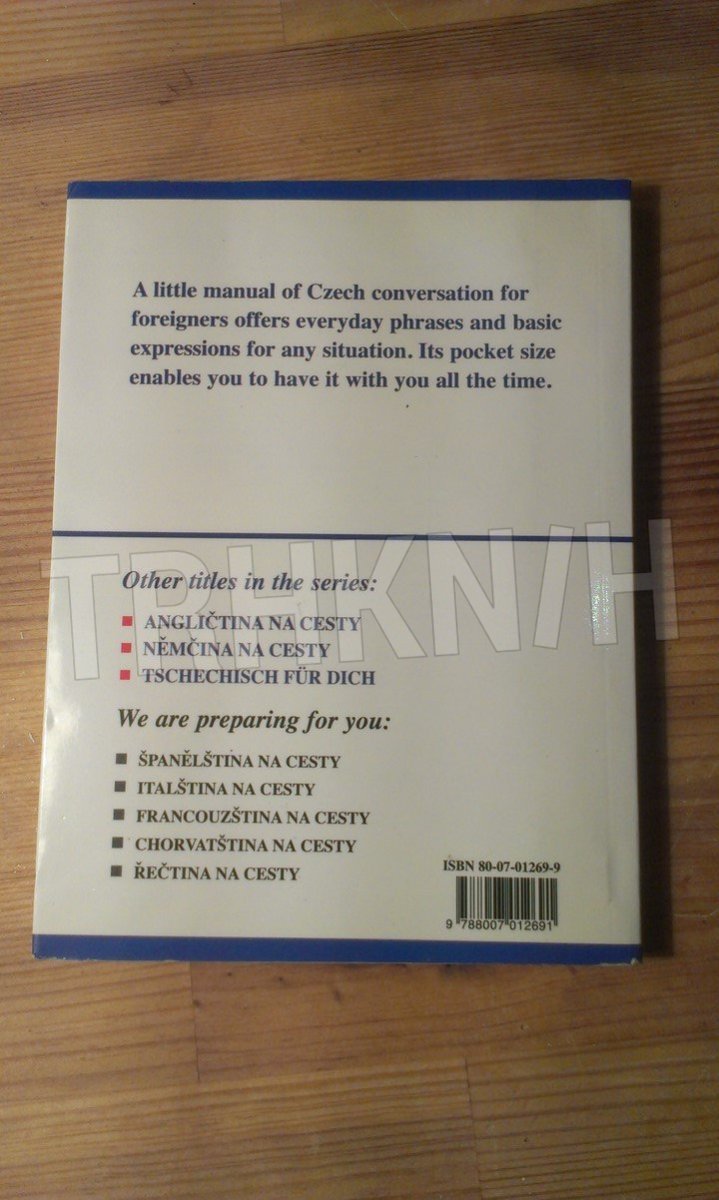 A little manual of Czech conversation for
foreigners offers everyday phrases and basic
expressions for any situation. Its pocket size
enables you to have it with you all the time.
TRHKNIH
Other titles in the series:
ANGLIČTINA NA CESTY
NĚMČINA NA CESTY
TSCHECHISCH FÜR DICH
We are preparing for you:
ŠPANĚLŠTINA NA CESTY
ITALŠTINA NA CESTY
FRANCOUZŠTINA NA CESTY
CHORVATŠTINA NA CESTY
ŘEČTINA NA CESTY
ISBN 80-07-01269-9
9 788007 012691